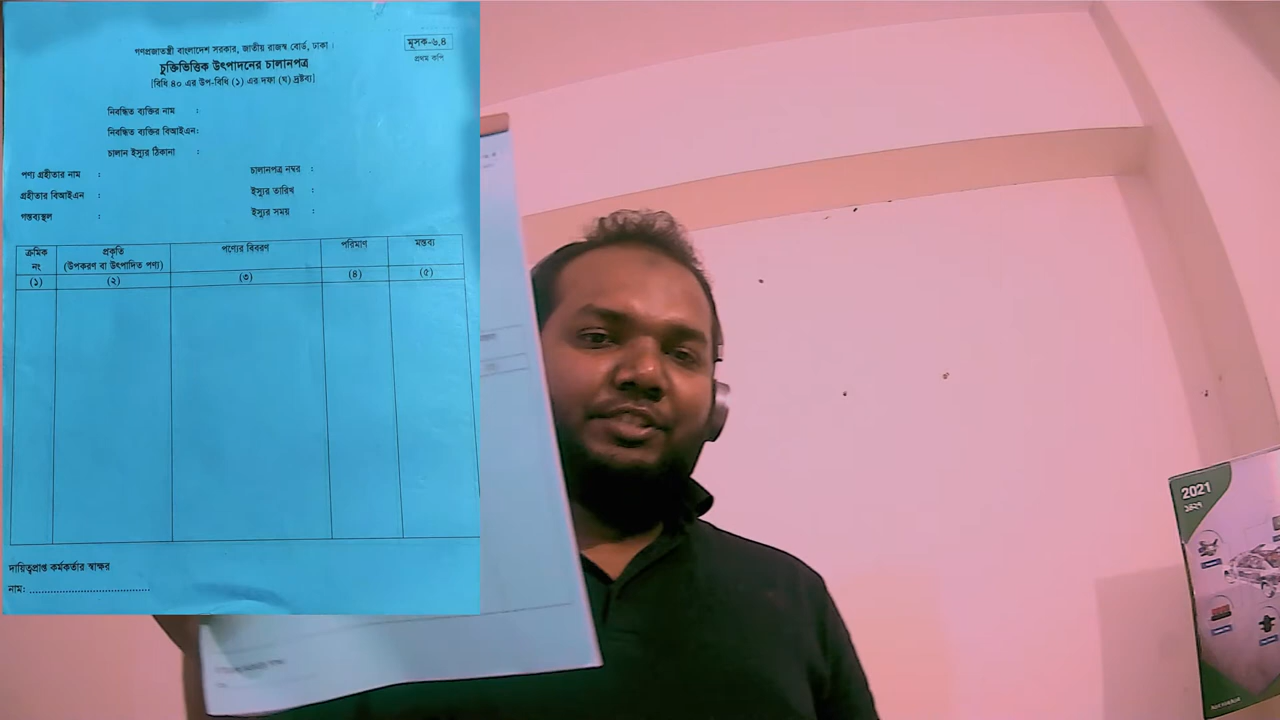 গণপ্রজাতন্ত্রী বাংলাদেশ সরকার, জাতীয় রাজস্ব বোর্ড, ঢাকা।
মূসক-৬.৪
প্রথম কপি
চুক্তিভিত্তিক উৎপাদনের চালানপত্র
[বিধি ৪০ এর উপ-বিধি (১) এর দফা (ঘ) দ্রষ্টব্য]
নিবন্ধিত ব্যক্তির নাম :
নিবন্ধিত ব্যক্তির বিআইএন:
চালান ইস্যুর ঠিকানা :
পণ্য গ্রহীতার নাম : চালানপত্র নম্বর :
গ্রহীতার বিআইএন : ইস্যুর তারিখ :
গন্তব্যস্থল : ইস্যুর সময় :
ক্রমিক নং প্রকৃতি (উপকরণ বা উৎপাদিত পণ্য) পণ্যের বিবরণ পরিমাণ মন্তব্য
(১) (২) (৩) (৪) (৫)
দায়িত্বপ্রাপ্ত কর্মকর্তার স্বাক্ষর
নাম: ........................................
2021
১৪২৭